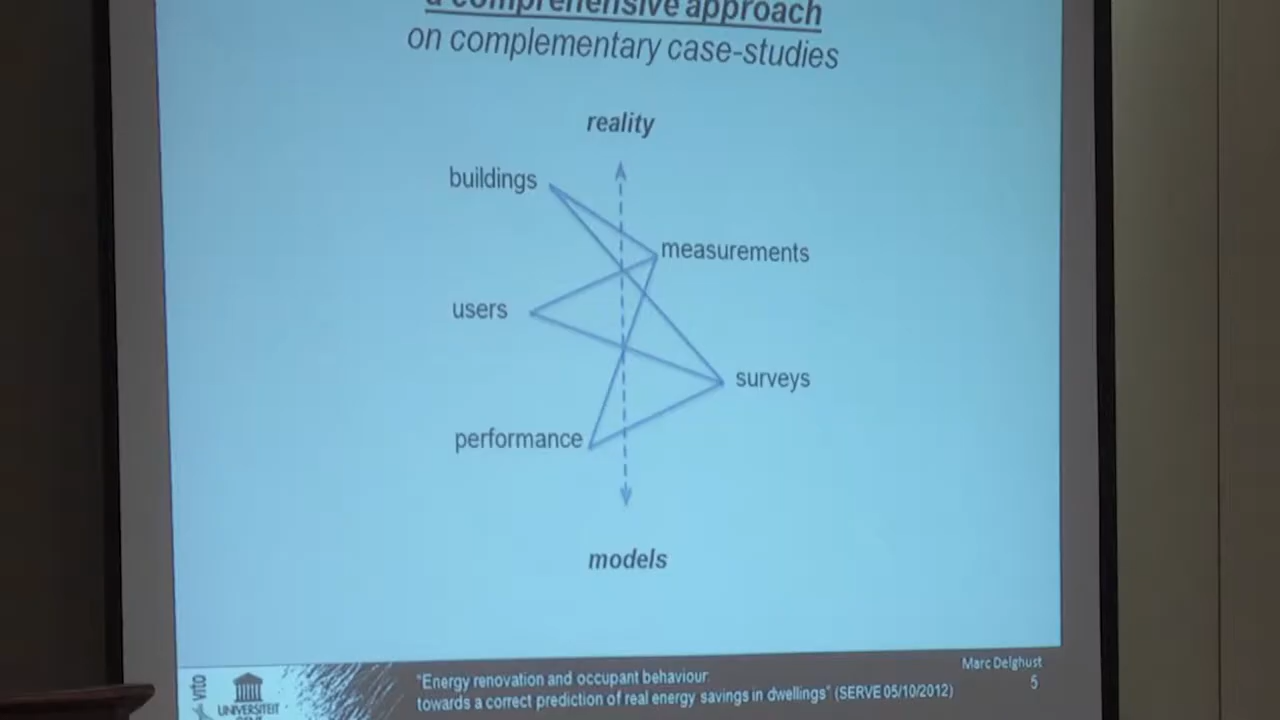 a comprehensive approach
on complementary case-studies
reality
buildings
measurements
users
surveys
performance
models
vito
UNIVERSITEIT
"Energy renovation and occupant behaviour:
towards a correct prediction of real energy savings in dwellings" (SERVE 05/10/2012)
Marc Delghust
5